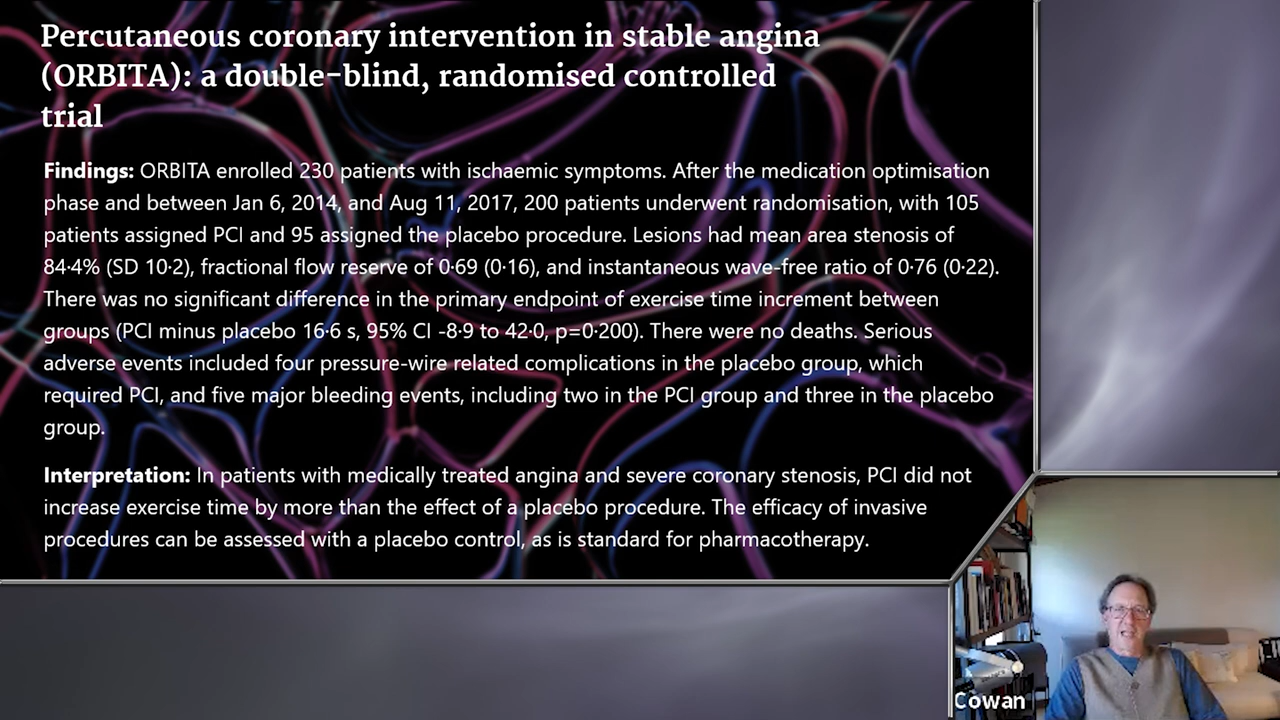 Percutaneous coronary intervention in stable angina
(ORBITA): a double-blind, randomised controlled
trial
Findings: ORBITA enrolled 230 patients with ischaemic symptoms. After the medication optimisation
phase and between Jan 6, 2014, and Aug 11, 2017, 200 patients underwent randomisation, with 105
patients assigned PCI and 95 assigned the placebo procedure. Lesions had mean area stenosis of
84·4% (SD 10·2), fractional flow reserve of 0·69 (0·16), and instantaneous wave-free ratio of 0·76 (0·22).
There was no significant difference in the primary endpoint of exercise time increment between
groups (PCI minus placebo 16·6 s, 95% CI -8·9 to 42·0, p=0·200). There were no deaths. Serious
adverse events included four pressure-wire related complications in the placebo group, which
required PCI, and five major bleeding events, including two in the PCI group and three in the placebo
group.
Interpretation: In patients with medically treated angina and severe coronary stenosis, PCI did not
increase exercise time by more than the effect of a placebo procedure. The efficacy of invasive
procedures can be assessed with a placebo control, as is standard for pharmacotherapy.
Cowan